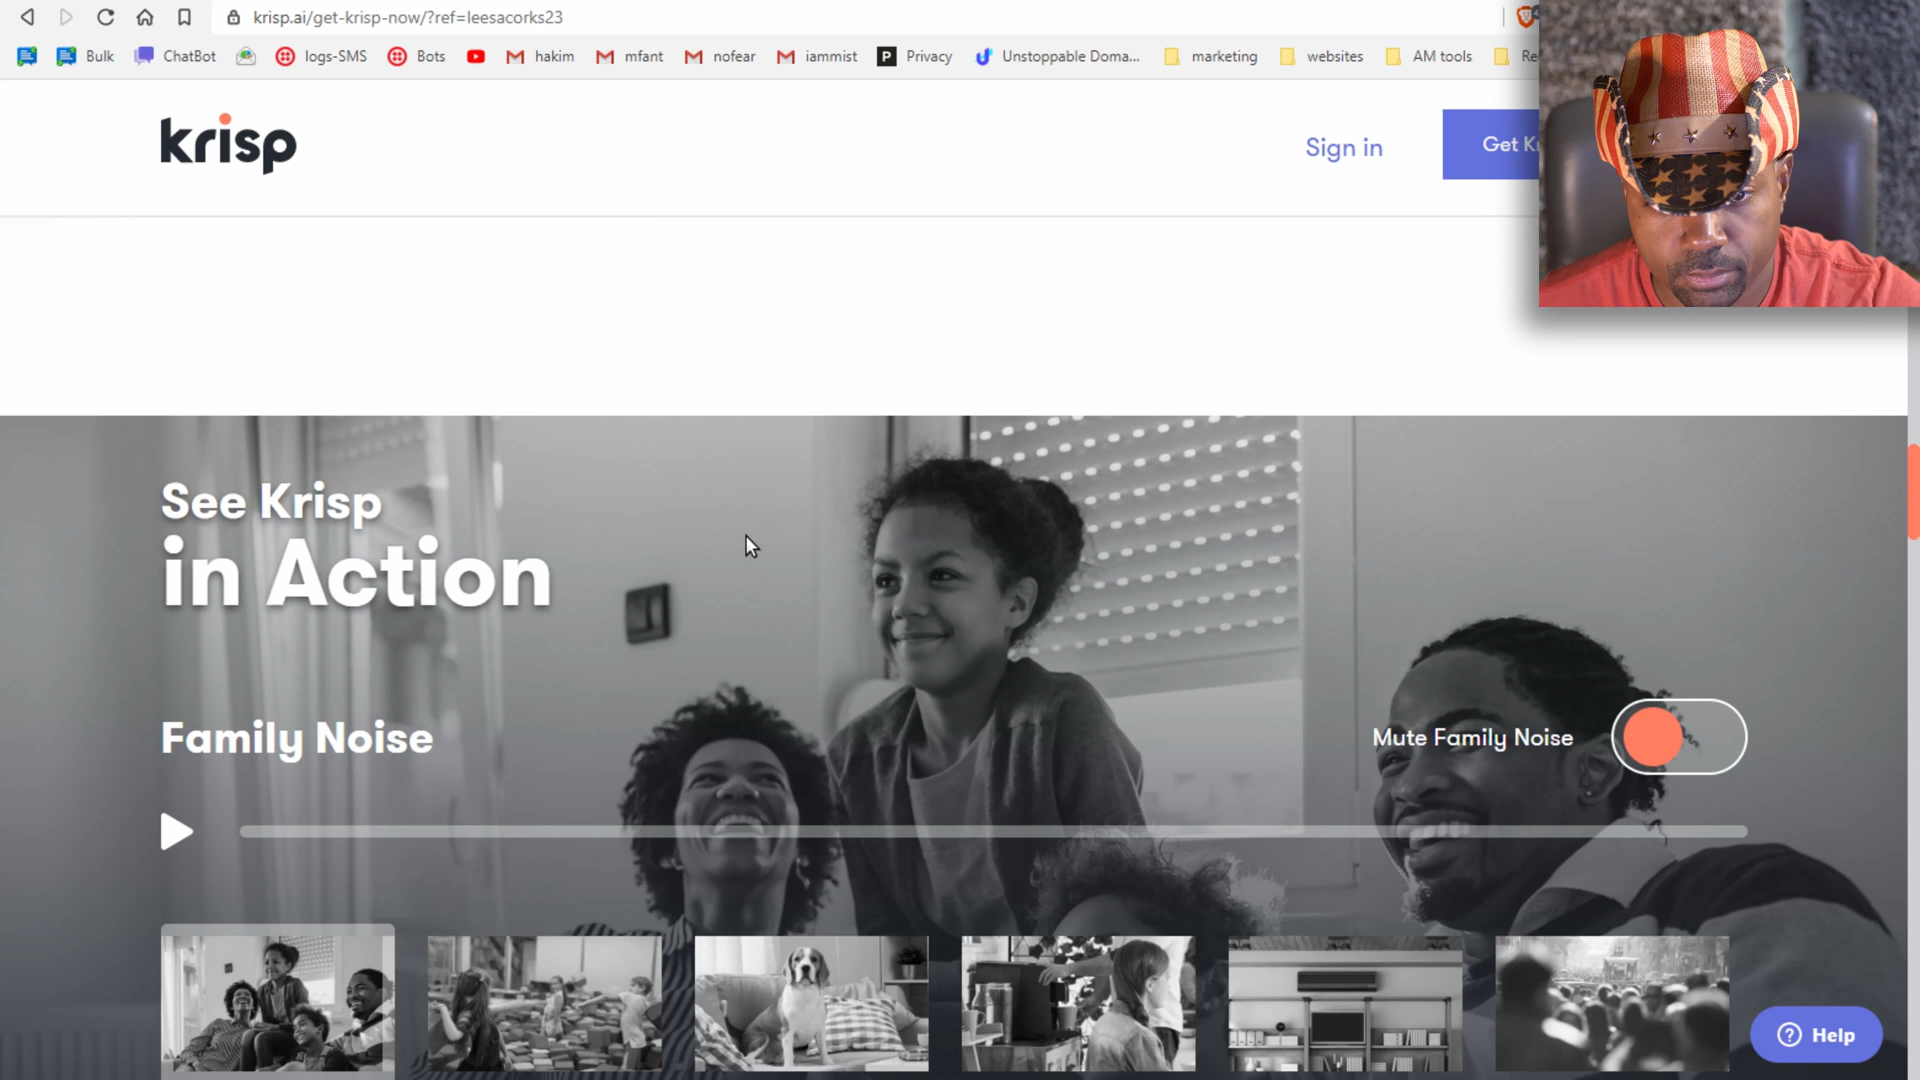 krisp.ai/get-krisp-now/?ref=leesacorks23
Bulk ChatBot logs-SMS Bots hakim mfant nofear iammist P Privacy Unstoppable Doma... marketing websites AM tools
krisp
Sign in
Get
See Krisp
in Action
Family Noise
Mute Family Noise
? Help